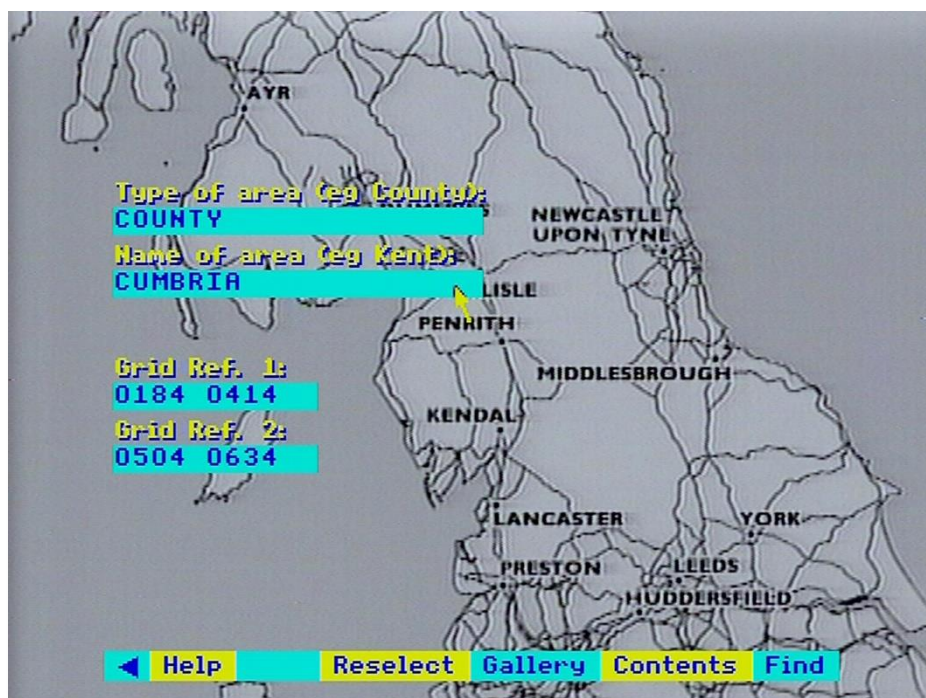 AYR
Type of area (eg County):
COUNTY
NEWCASTLE
UPON TYNE
Name of area (eg Kent):
CUMBRIA
LISLE
PENRITH
Grid Ref. 1:
0184 0414
MIDDLESBROUGH
KENDAL
Grid Ref. 2:
0504 0634
LANCASTER
YORK
PRESTON
LEEDS
HUDDERSFIELD
Help Reselect Gallery Contents Find